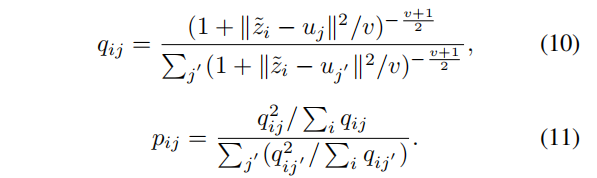 q_{ij} = \frac{(1 + \|\tilde{z}_i - u_j\|^2 / v)^{-\frac{v+1}{2}}}{\sum_{j'} (1 + \|\tilde{z}_i - u_{j'}\|^2 / v)^{-\frac{v+1}{2}}}, (10)
p_{ij} = \frac{q_{ij}^2 / \sum_i q_{ij}}{\sum_{j'} (q_{ij'}^2 / \sum_i q_{ij'})}. (11)